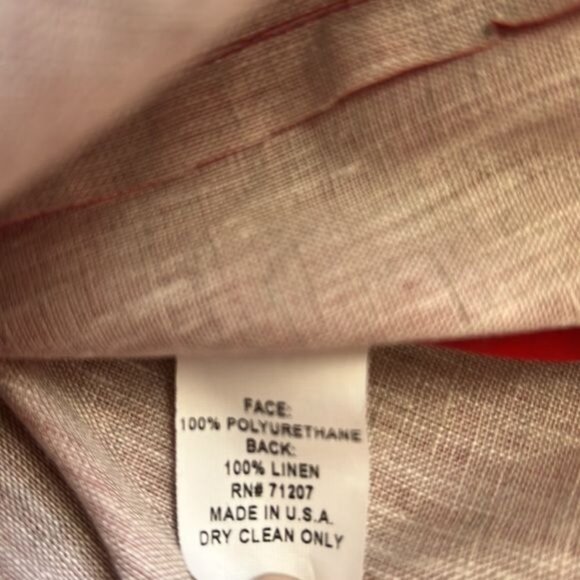 FACE:
100% POLYURETHANE
BACK:
100% LINEN
RN# 71207
MADE IN U.S.A.
DRY CLEAN ONLY